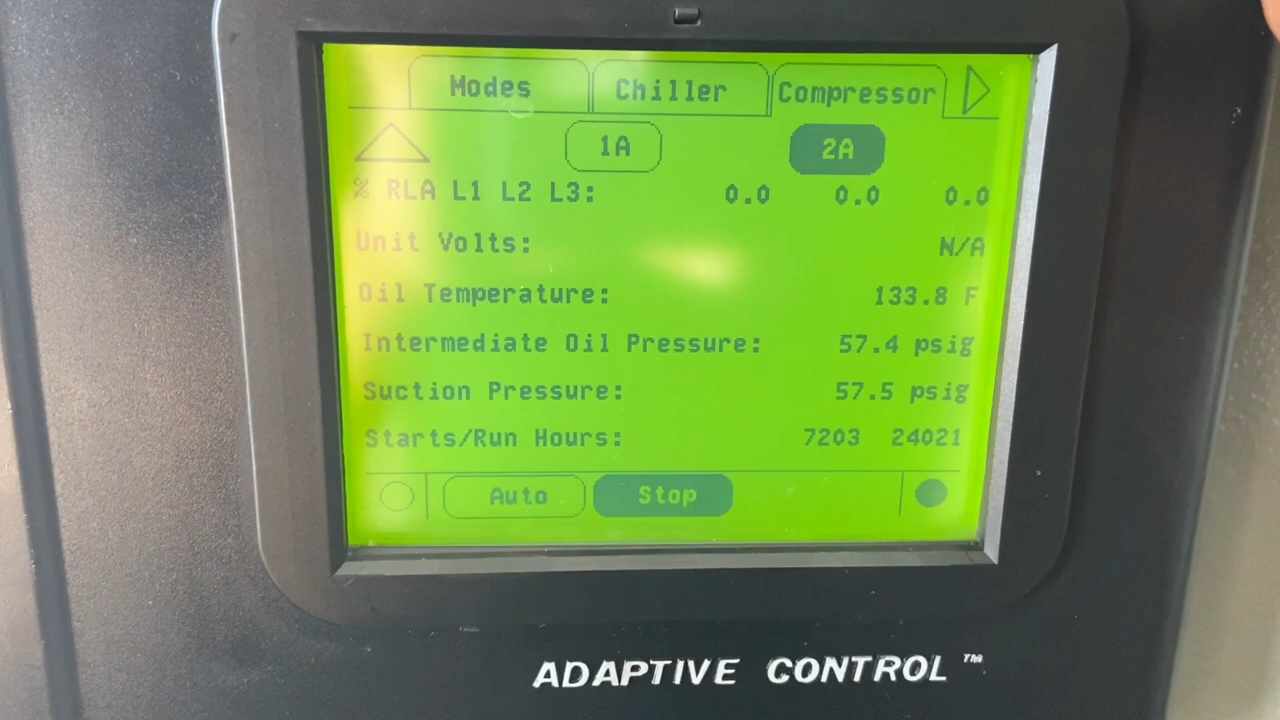 Modes Chiller Compressor
1A 2A
% RLA L1 L2 L3: 0.0 0.0 0.0
Unit Volts: N/A
Oil Temperature: 133.8 F
Intermediate Oil Pressure: 57.4 psig
Suction Pressure: 57.5 psig
Starts/Run Hours: 7203 24021
Auto Stop
ADAPTIVE CONTROL ™